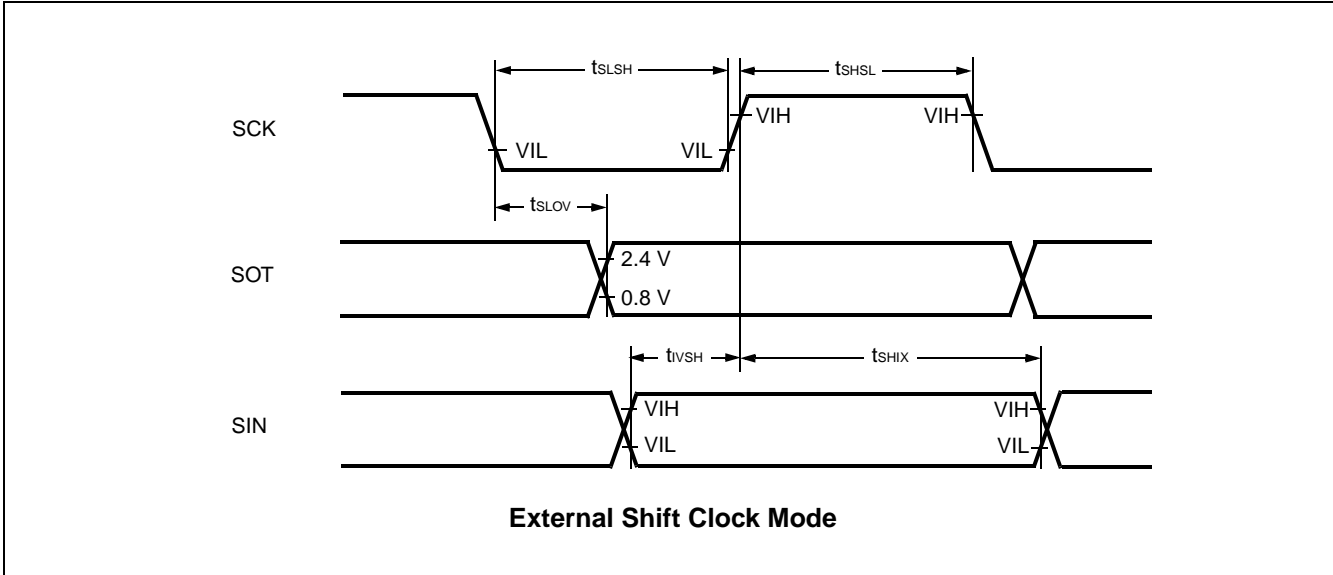 tSLSH
tSHSL
SCK
VIH
VIH
VIL
VIL
tSLOV
SOT
2.4 V
0.8 V
tIVSH
tSHIX
SIN
VIH
VIH
VIL
VIL
External Shift Clock Mode